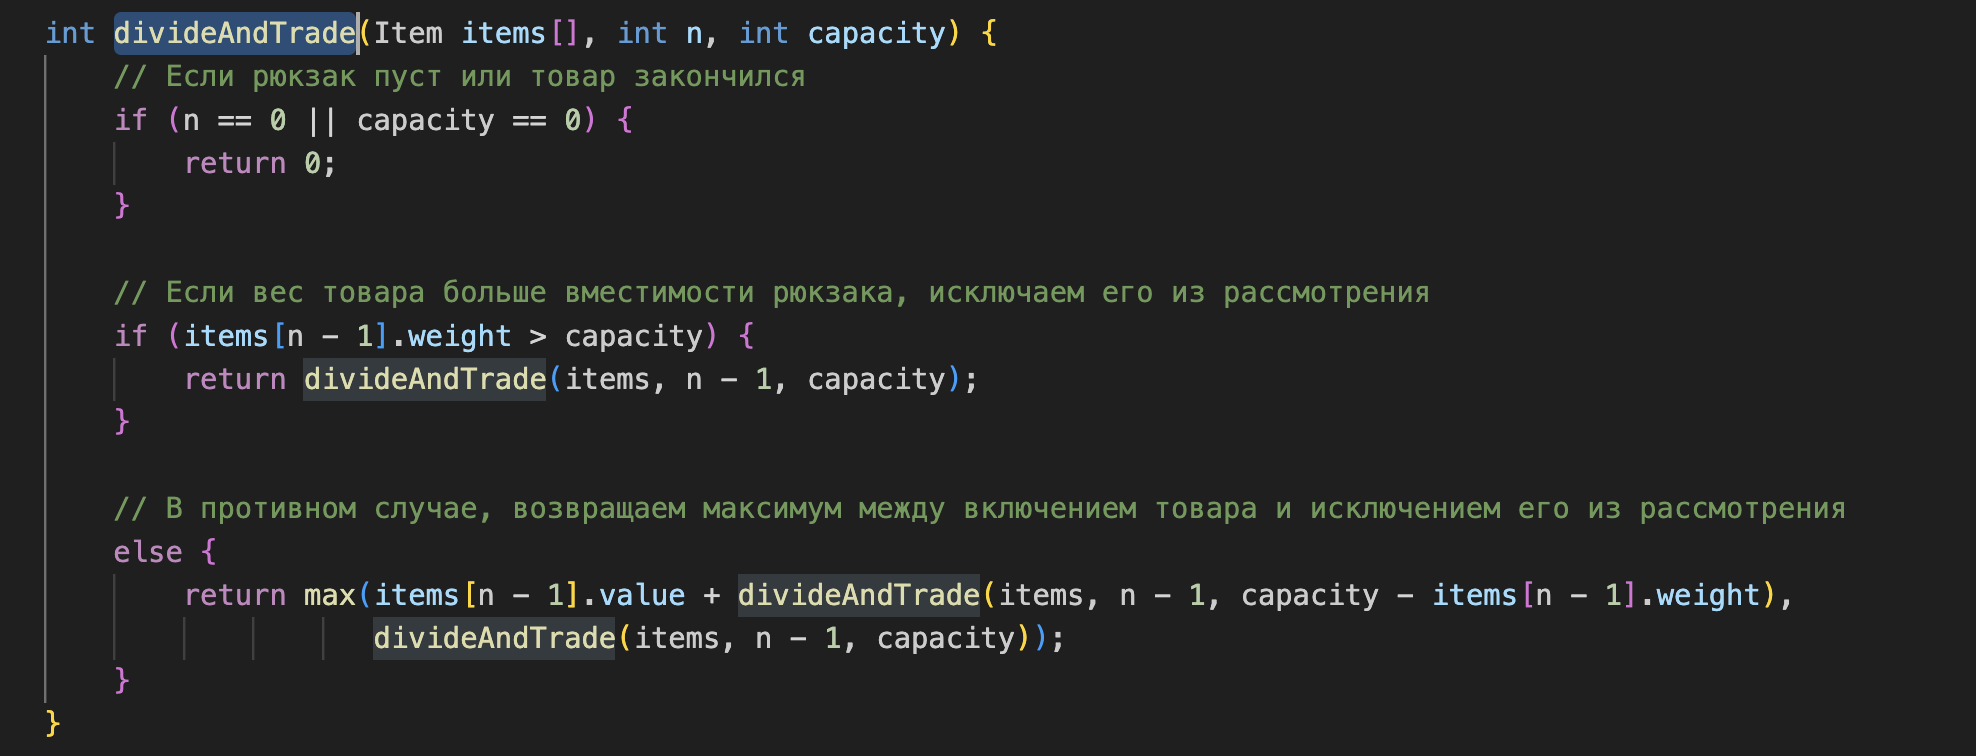 int divideAndTrade(Item items[], int n, int capacity) {
// Если рюкзак пуст или товар закончился
if (n == 0 || capacity == 0) {
return 0;
}
// Если вес товара больше вместимости рюкзака, исключаем его из рассмотрения
if (items[n - 1].weight > capacity) {
return divideAndTrade(items, n - 1, capacity);
}
// В противном случае, возвращаем максимум между включением товара и исключением его из рассмотрения
else {
return max(items[n - 1].value + divideAndTrade(items, n - 1, capacity - items[n - 1].weight),
divideAndTrade(items, n - 1, capacity));
}
}